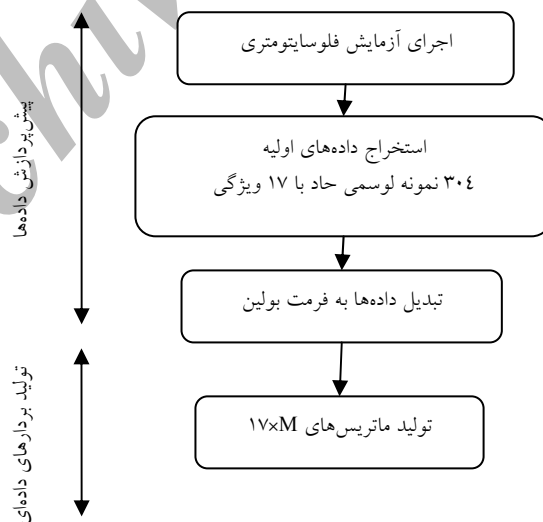 اجرای آزمایش فلوسایتومتری
استخراج داده‌های اولیه
۳۰۴ نمونه لوسمی حاد با ۱۷ ویژگی
تبدیل داده‌ها به فرمت بولین
تولید ماتریس‌های ۱۷×M
پیش‌پردازش داده‌ها
تولید بردارهای داده‌ای
hiv